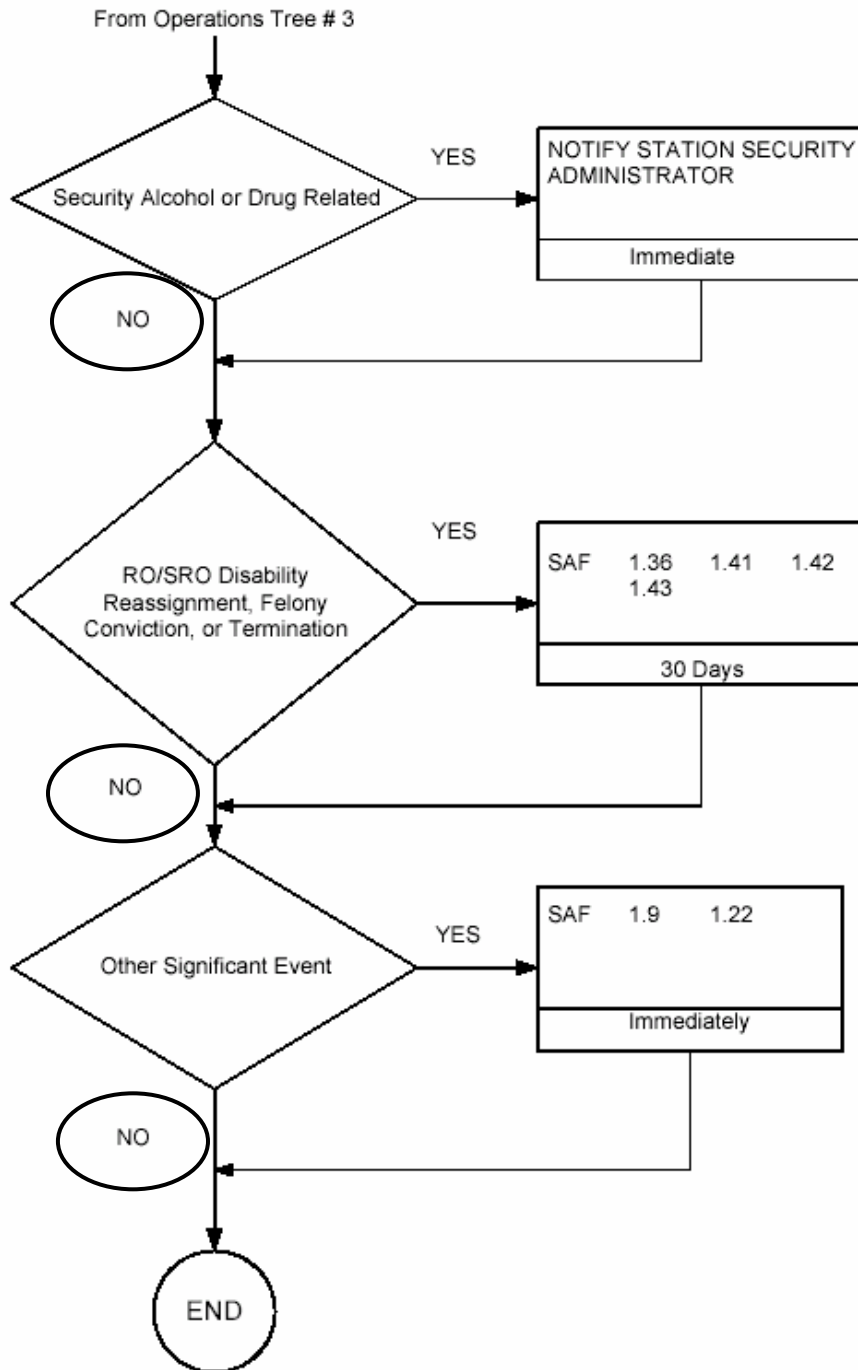 From Operations Tree # 3
Security Alcohol or Drug Related
YES
NOTIFY STATION SECURITY
ADMINISTRATOR
Immediate
NO
RO/SRO Disability
Reassignment, Felony
Conviction, or Termination
YES
SAF 1.36 1.41 1.42
1.43
30 Days
NO
Other Significant Event
YES
SAF 1.9 1.22
Immediately
NO
END